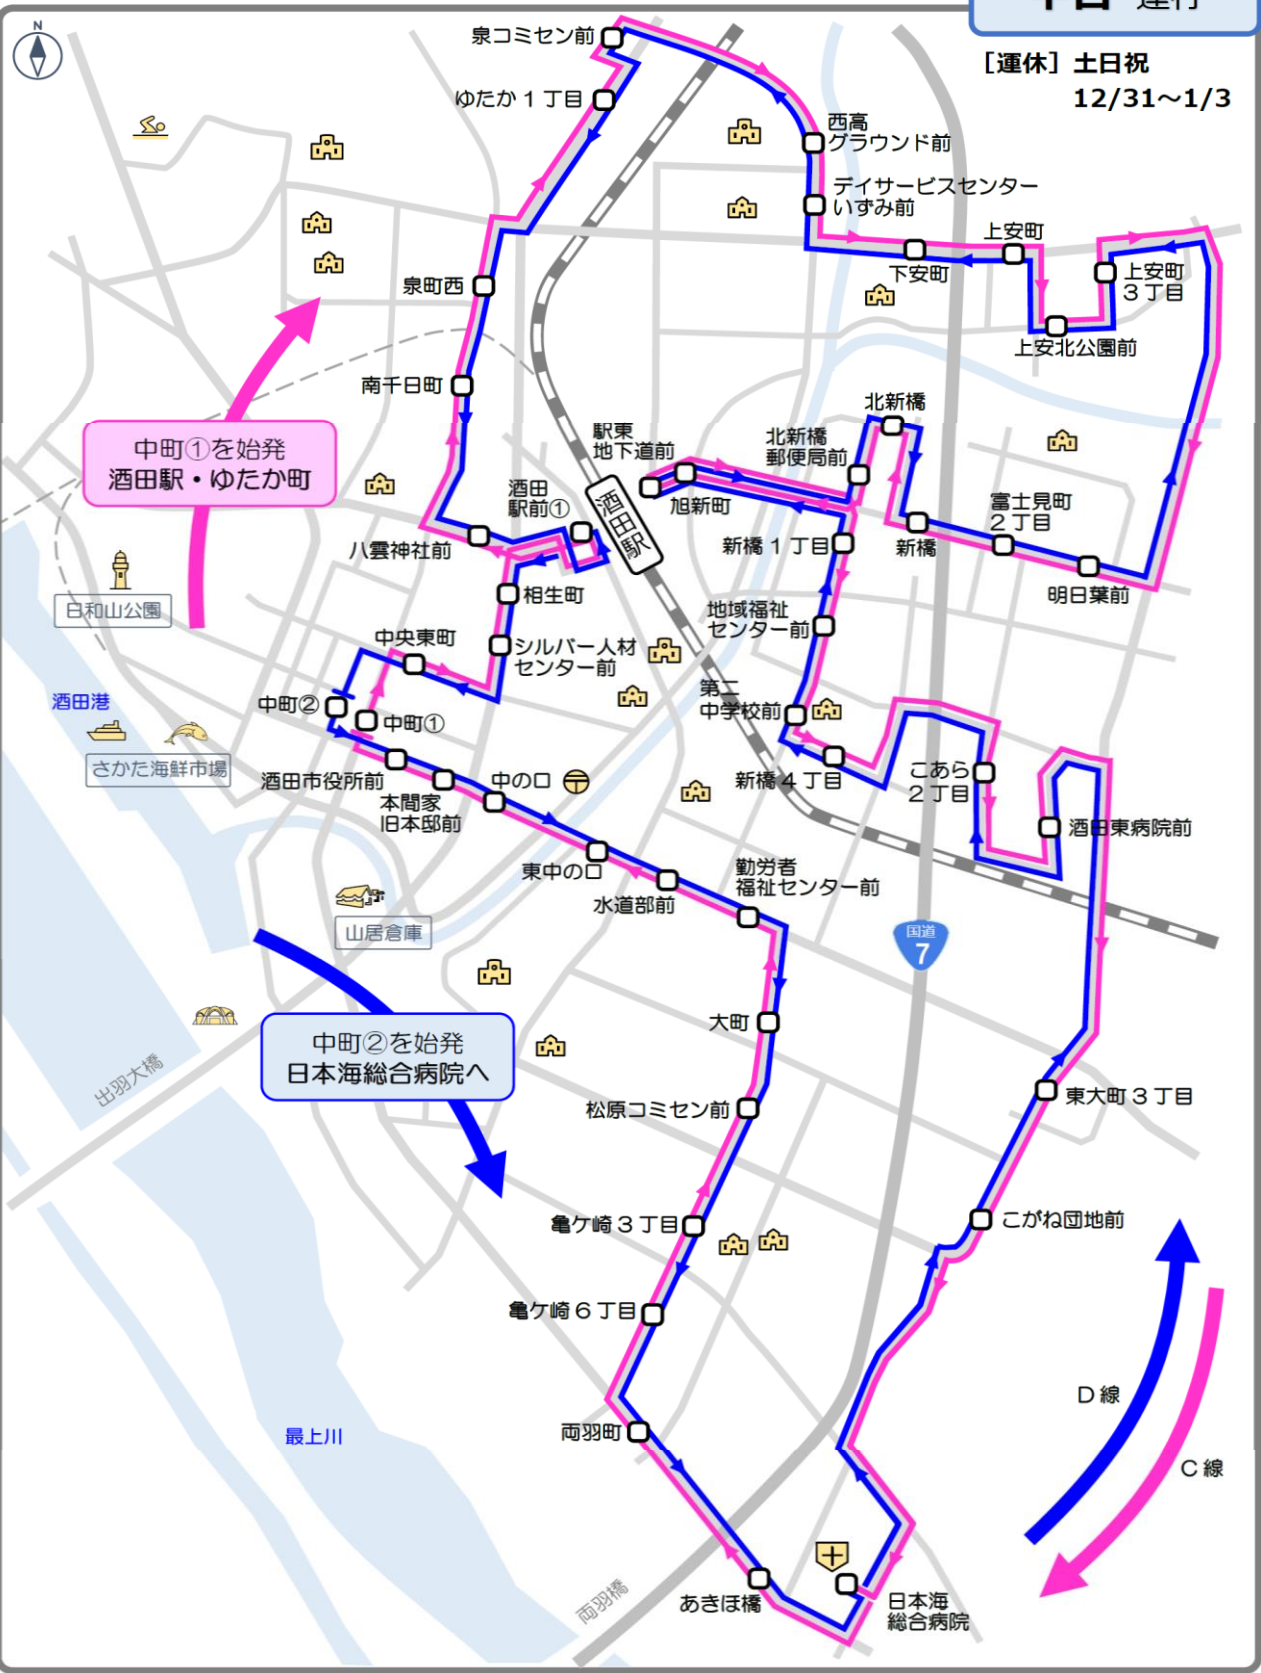 平日 運行
［運休］土日祝
12/31～1/3
N
泉コミセン前
ゆたか１丁目
西高
グラウンド前
デイサービスセンター
いずみ前
上安町
下安町
上安町
３丁目
上安北公園前
泉町西
南千日町
中町①を始発
酒田駅・ゆたか町
駅東
地下道前
北新橋
北新橋
郵便局前
酒田
駅前①
酒田駅
旭新町
富士見町
２丁目
新橋１丁目
新橋
八雲神社前
明日葉前
相生町
日和山公園
地域福祉
センター前
中央東町
シルバー人材
センター前
酒田港
中町②
中町①
第二
中学校前
さかた海鮮市場
酒田市役所前
中の口
新橋４丁目
こあら
２丁目
本間家
旧本邸前
酒田東病院前
東中の口
勤労者
福祉センター前
水道部前
山居倉庫
国道
7
大町
中町②を始発
日本海総合病院へ
出羽大橋
松原コミセン前
東大町３丁目
亀ケ崎３丁目
こがね団地前
亀ケ崎６丁目
D線
両羽町
最上川
C線
あきほ橋
両羽橋
日本海
総合病院